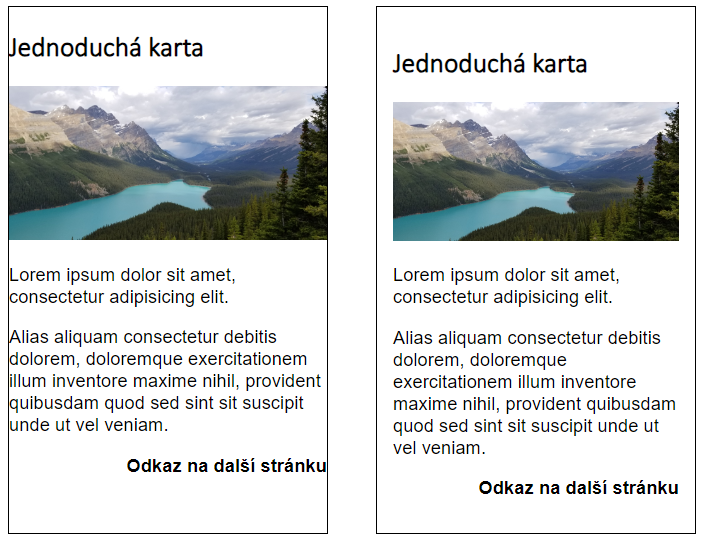 Jednoduchá karta
Lorem ipsum dolor sit amet,
consectetur adipisicing elit.
Alias aliquam consectetur debitis
dolorem, doloremque exercitationem
illum inventore maxime nihil, provident
quibusdam quod sed sint sit suscipit
unde ut vel veniam.
Odkaz na další stránku
Jednoduchá karta
Lorem ipsum dolor sit amet,
consectetur adipisicing elit.
Alias aliquam consectetur debitis
dolorem, doloremque
exercitationem illum inventore
maxime nihil, provident quibusdam
quod sed sint sit suscipit unde ut
vel veniam.
Odkaz na další stránku